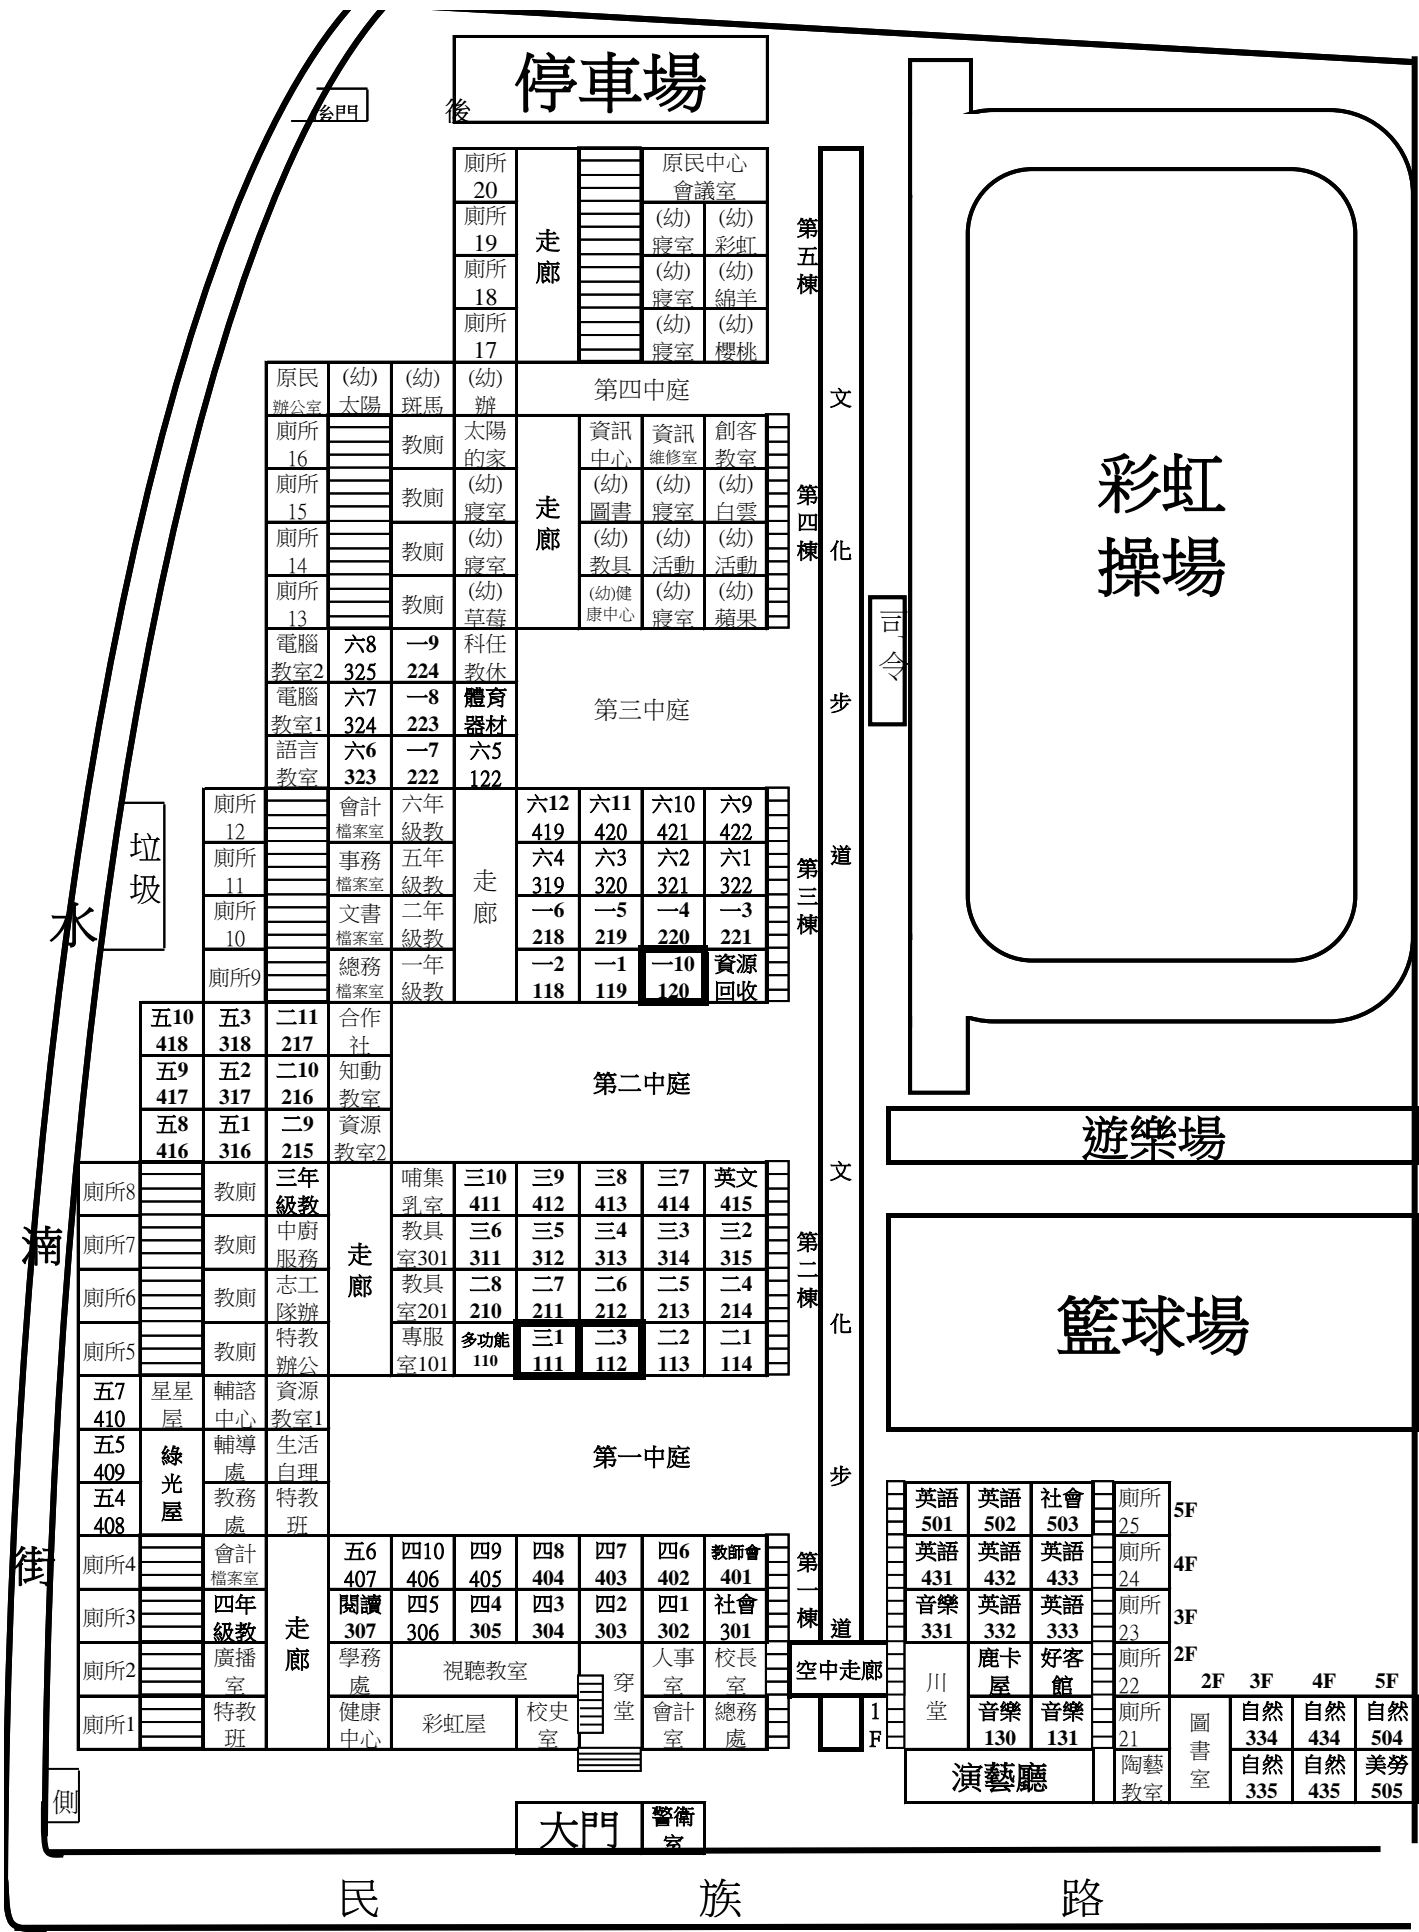 停車場
後門
後
廁所 20
原民中心會議室
廁所 19
走廊
(幼)寢室
(幼)彩虹
第五棟
廁所 18
(幼)寢室
(幼)綿羊
廁所 17
(幼)寢室
(幼)櫻桃
原民辦公室
(幼)太陽
(幼)斑馬
(幼)辦
第四中庭
廁所 16
教廁
太陽的家
資訊中心
資訊維修室
創客教室
廁所 15
教廁
(幼)寢室
走廊
(幼)圖書
(幼)寢室
(幼)白雲
第四棟
廁所 14
教廁
(幼)寢室
(幼)教具
(幼)活動
(幼)活動
廁所 13
教廁
(幼)草莓
(幼)健康中心
(幼)寢室
(幼)蘋果
電腦教室2
六8 325
一9 224
科任教休
電腦教室1
六7 324
一8 223
體育器材
第三中庭
語言教室
六6 323
一7 222
六5 122
廁所 12
會計檔案室
六年級教
六12 419
六11 420
六10 421
六9 422
廁所 11
事務檔案室
五年級教
走廊
六4 319
六3 320
六2 321
六1 322
第三棟
廁所 10
文書檔案室
二年級教
一6 218
一5 219
一4 220
一3 221
廁所9
總務檔案室
一年級教
一2 118
一1 119
一10 120
資源回收
五10 418
五3 318
二11 217
合作社
五9 417
五2 317
二10 216
知動教室
第二中庭
五8 416
五1 316
二9 215
資源教室2
廁所8
教廁
三年級教
哺集乳室
三10 411
三9 412
三8 413
三7 414
英文 415
廁所7
教廁
中廚服務
走廊
教具室301
三6 311
三5 312
三4 313
三3 314
三2 315
第二棟
廁所6
教廁
志工隊辦
教具室201
二8 210
二7 211
二6 212
二5 213
二4 214
廁所5
教廁
特教辦公
專服室101
多功能 110
三1 111
二3 112
二2 113
二1 114
五7 410
星星屋
輔諮中心
資源教室1
五5 409
綠光屋
輔導處
生活自理
第一中庭
五4 408
教務處
特教班
廁所4
會計檔案室
五6 407
四10 406
四9 405
四8 404
四7 403
四6 402
教師會 401
第一棟
廁所3
四年級教
走廊
閱讀 307
四5 306
四4 305
四3 304
四2 303
四1 302
社會 301
廁所2
廣播室
學務處
視聽教室
穿堂
人事室
校長室
空中走廊
廁所1
特教班
健康中心
彩虹屋
校史室
會計室
總務處
1F
文化步道
文化步道
彩虹操場
司令
遊樂場
籃球場
英語 501
英語 502
社會 503
廁所 25
5F
英語 431
英語 432
英語 433
廁所 24
4F
音樂 331
英語 332
英語 333
廁所 23
3F
川堂
鹿卡屋
好客館
廁所 22
2F
2F 3F 4F 5F
音樂 130
音樂 131
廁所 21
圖書室
自然 334
自然 434
自然 504
演藝廳
陶藝教室
自然 335
自然 435
美勞 505
垃圾
水湳街
側
大門
警衛室
民族路